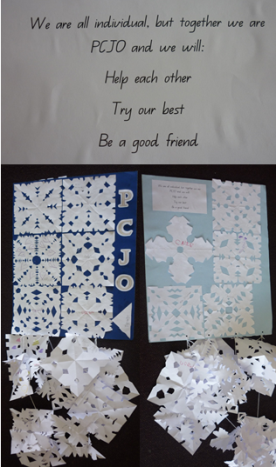 We are all individual, but together we are
PCJO and we will:
Help each other
Try our best
Be a good friend
P
C
J
O